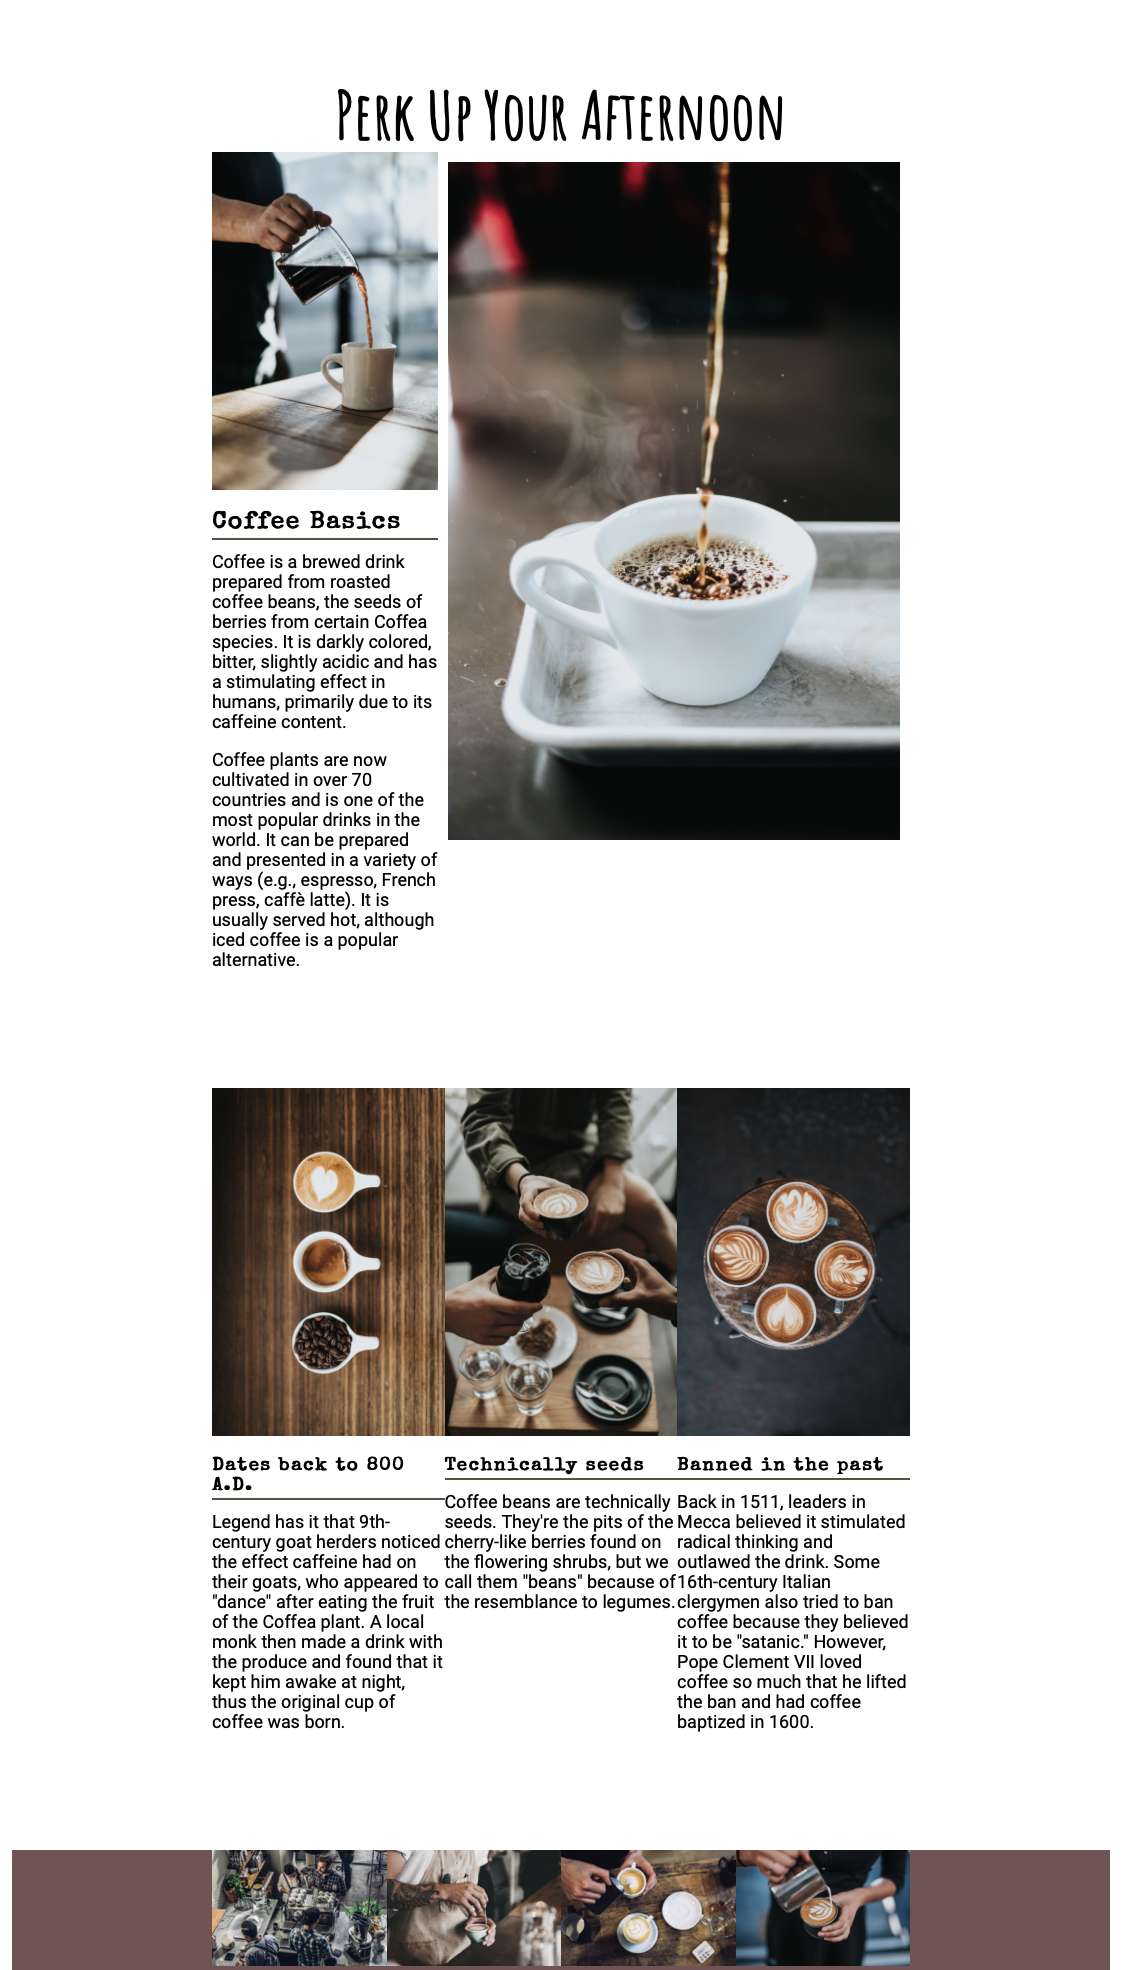 Perk Up Your Afternoon
Coffee Basics
Coffee is a brewed drink
prepared from roasted
coffee beans, the seeds of
berries from certain Coffea
species. It is darkly colored,
bitter, slightly acidic and has
a stimulating effect in
humans, primarily due to its
caffeine content.
Coffee plants are now
cultivated in over 70
countries and is one of the
most popular drinks in the
world. It can be prepared
and presented in a variety of
ways (e.g., espresso, French
press, caffè latte). It is
usually served hot, although
iced coffee is a popular
alternative.
Dates back to 800
A.D.
Legend has it that 9th-
century goat herders noticed
the effect caffeine had on
their goats, who appeared to
"dance" after eating the fruit
of the Coffea plant. A local
monk then made a drink with
the produce and found that it
kept him awake at night,
thus the original cup of
coffee was born.
Technically seeds
Coffee beans are technically
seeds. They're the pits of the
cherry-like berries found on
the flowering shrubs, but we
call them "beans" because of
the resemblance to legumes.
Banned in the past
Back in 1511, leaders in
Mecca believed it stimulated
radical thinking and
outlawed the drink. Some
16th-century Italian
clergymen also tried to ban
coffee because they believed
it to be "satanic." However,
Pope Clement VII loved
coffee so much that he lifted
the ban and had coffee
baptized in 1600.